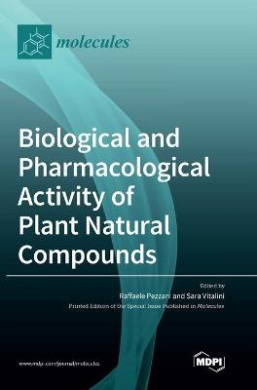 molecules
Biological and
Pharmacological
Activity of
Plant Natural
Compounds
Edited by
Raffaele Pezzani and Sara Vitalini
Printed Edition of the Special Issue Published in Molecules
www.mdpi.com/journal/molecules
MDPI